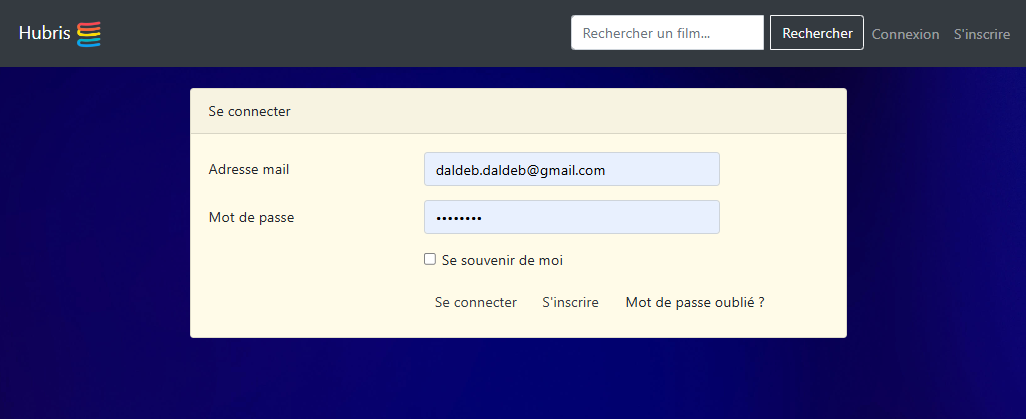 Hubris
Rechercher un film...
Rechercher
Connexion
S'inscrire
Se connecter
Adresse mail
daldeb.daldeb@gmail.com
Mot de passe
••••••••
Se souvenir de moi
Se connecter
S'inscrire
Mot de passe oublié ?